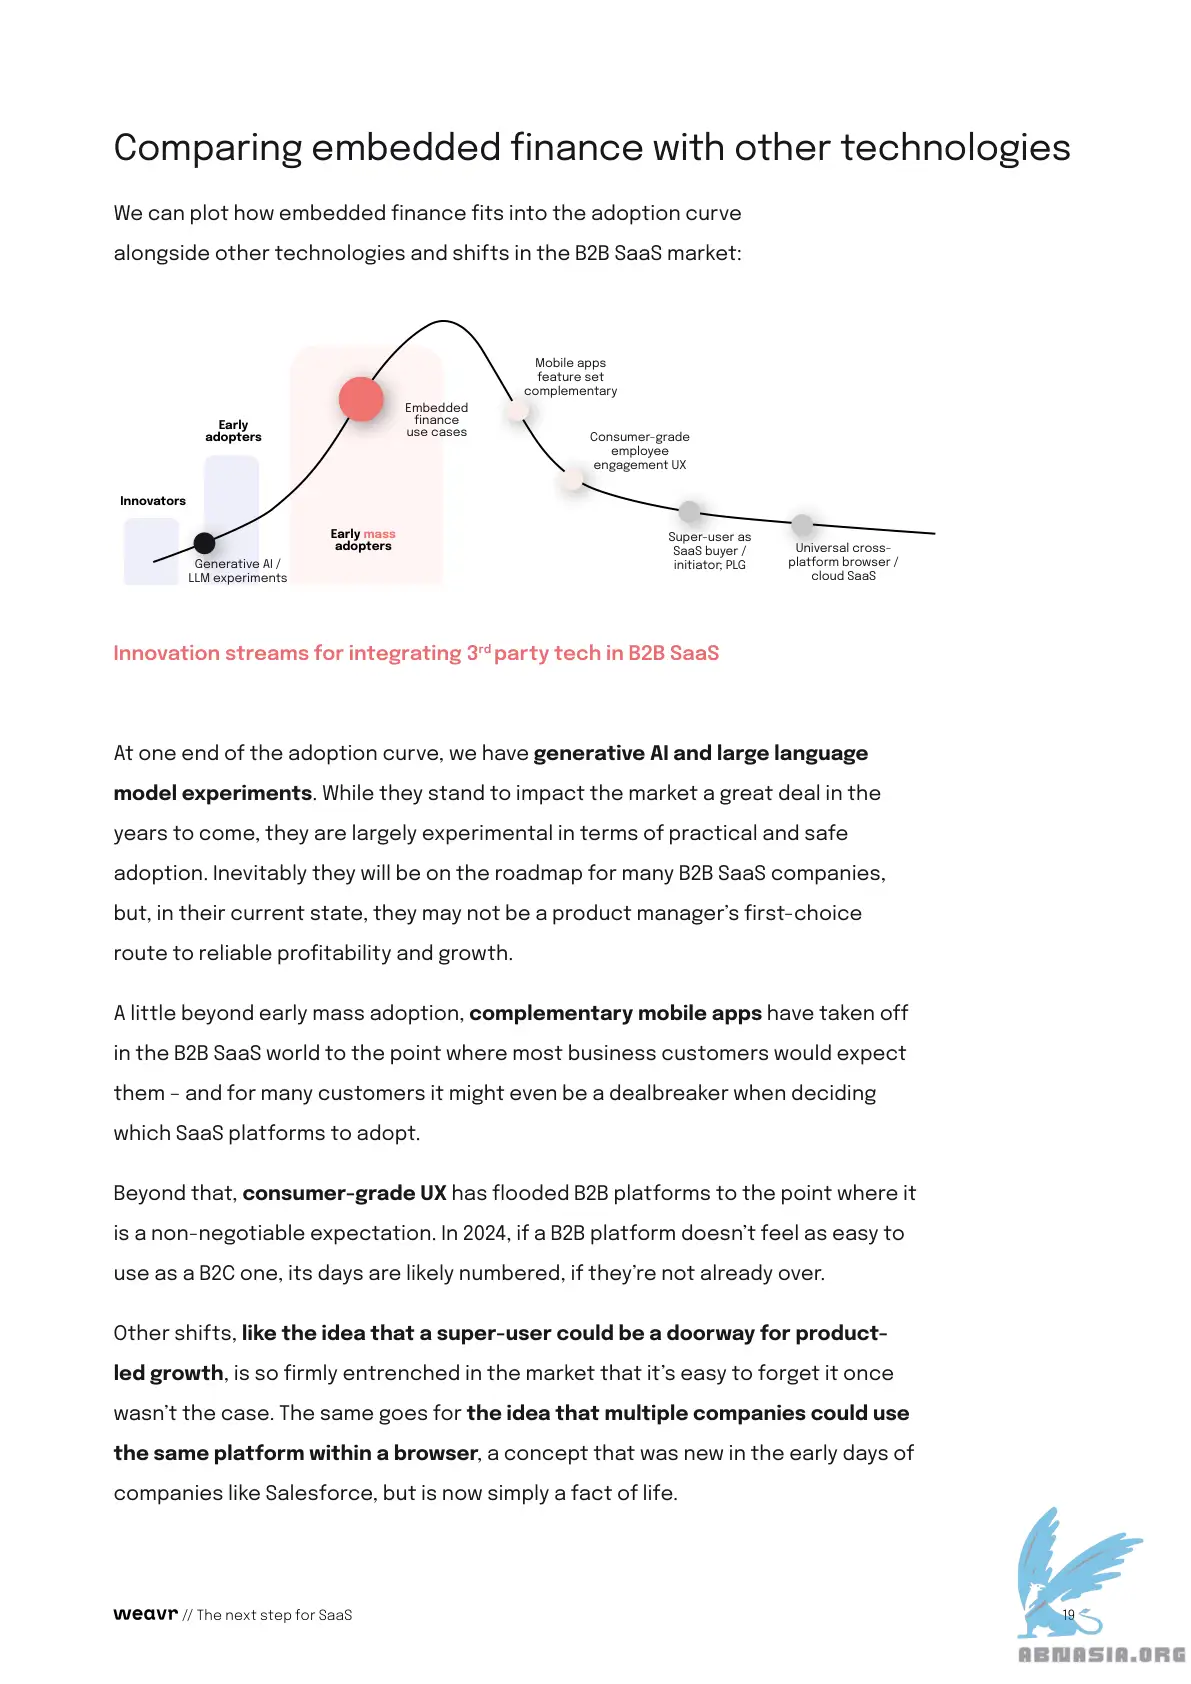 Comparing embedded finance with other technologies
We can plot how embedded finance fits into the adoption curve
alongside other technologies and shifts in the B2B SaaS market:
Innovators
Early
adopters
Generative AI /
LLM experiments
Early mass
adopters
Embedded
finance
use cases
Mobile apps
feature set
complementary
Consumer-grade
employee
engagement UX
Super-user as
SaaS buyer /
initiator; PLG
Universal cross-
platform browser /
cloud SaaS
Innovation streams for integrating 3rd party tech in B2B SaaS
At one end of the adoption curve, we have generative AI and large language
model experiments. While they stand to impact the market a great deal in the
years to come, they are largely experimental in terms of practical and safe
adoption. Inevitably they will be on the roadmap for many B2B SaaS companies,
but, in their current state, they may not be a product manager’s first-choice
route to reliable profitability and growth.
A little beyond early mass adoption, complementary mobile apps have taken off
in the B2B SaaS world to the point where most business customers would expect
them – and for many customers it might even be a dealbreaker when deciding
which SaaS platforms to adopt.
Beyond that, consumer-grade UX has flooded B2B platforms to the point where it
is a non-negotiable expectation. In 2024, if a B2B platform doesn’t feel as easy to
use as a B2C one, its days are likely numbered, if they’re not already over.
Other shifts, like the idea that a super-user could be a doorway for product-
led growth, is so firmly entrenched in the market that it’s easy to forget it once
wasn’t the case. The same goes for the idea that multiple companies could use
the same platform within a browser, a concept that was new in the early days of
companies like Salesforce, but is now simply a fact of life.
weavr // The next step for SaaS
19
ABNASIA.ORG